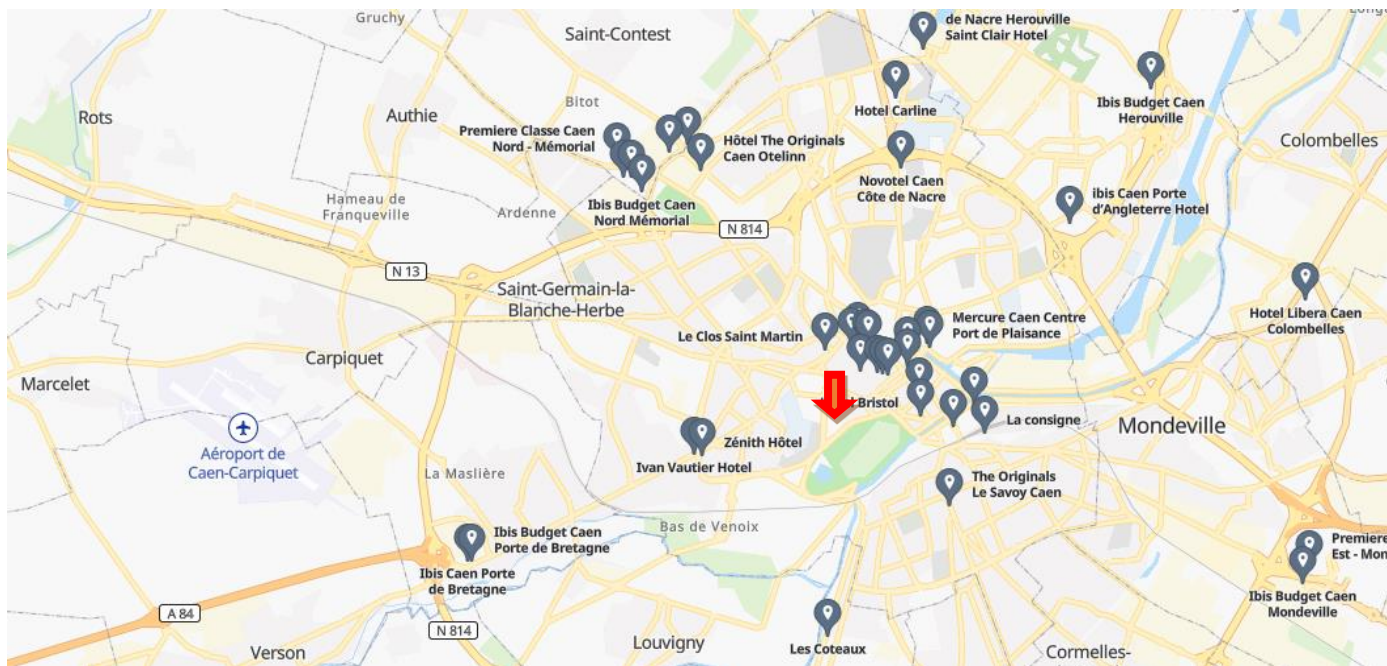 Gruchy
Saint-Contest
de Nacre Herouville
Saint Clair Hotel
Rots
Authie
Bitot
Hotel Carline
Ibis Budget Caen
Herouville
Colombelles
Premiere Classe Caen
Nord - Mémorial
Hôtel The Originals
Caen Otelinn
Novotel Caen
Côte de Nacre
ibis Caen Porte
d'Angleterre Hotel
Hameau de
Franqueville
Ardenne
Ibis Budget Caen
Nord Mémorial
N 814
N 13
Saint-Germain-la-
Blanche-Herbe
Hotel Libera Caen
Colombelles
Le Clos Saint Martin
Mercure Caen Centre
Port de Plaisance
Carpiquet
Marcelet
Bristol
La consigne
Mondeville
Aéroport de
Caen-Carpiquet
Zénith Hôtel
Ivan Vautier Hotel
La Maslière
The Originals
Le Savoy Caen
Bas de Venoix
Ibis Budget Caen
Porte de Bretagne
Ibis Caen Porte
de Bretagne
Premiere
Est - Mon
Ibis Budget Caen
Mondeville
A 84
N 814
Verson
Louvigny
Les Coteaux
Cormelles-